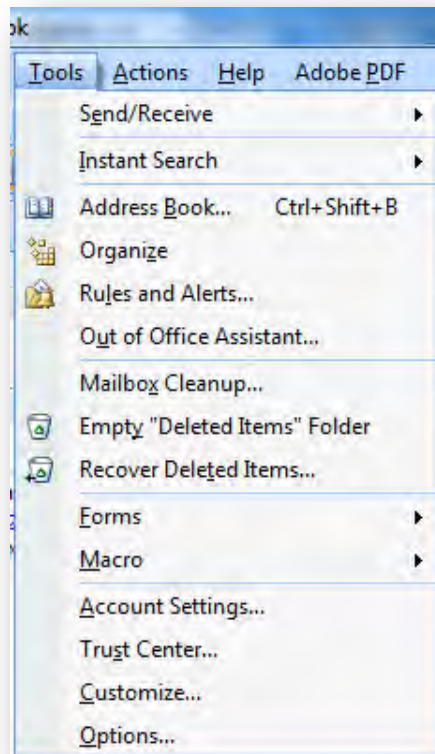 ok
Tools Actions Help Adobe PDF
Send/Receive
Instant Search
Address Book... Ctrl+Shift+B
Organize
Rules and Alerts...
Out of Office Assistant...
Mailbox Cleanup...
Empty "Deleted Items" Folder
Recover Deleted Items...
Forms
Macro
Account Settings...
Trust Center...
Customize...
Options...